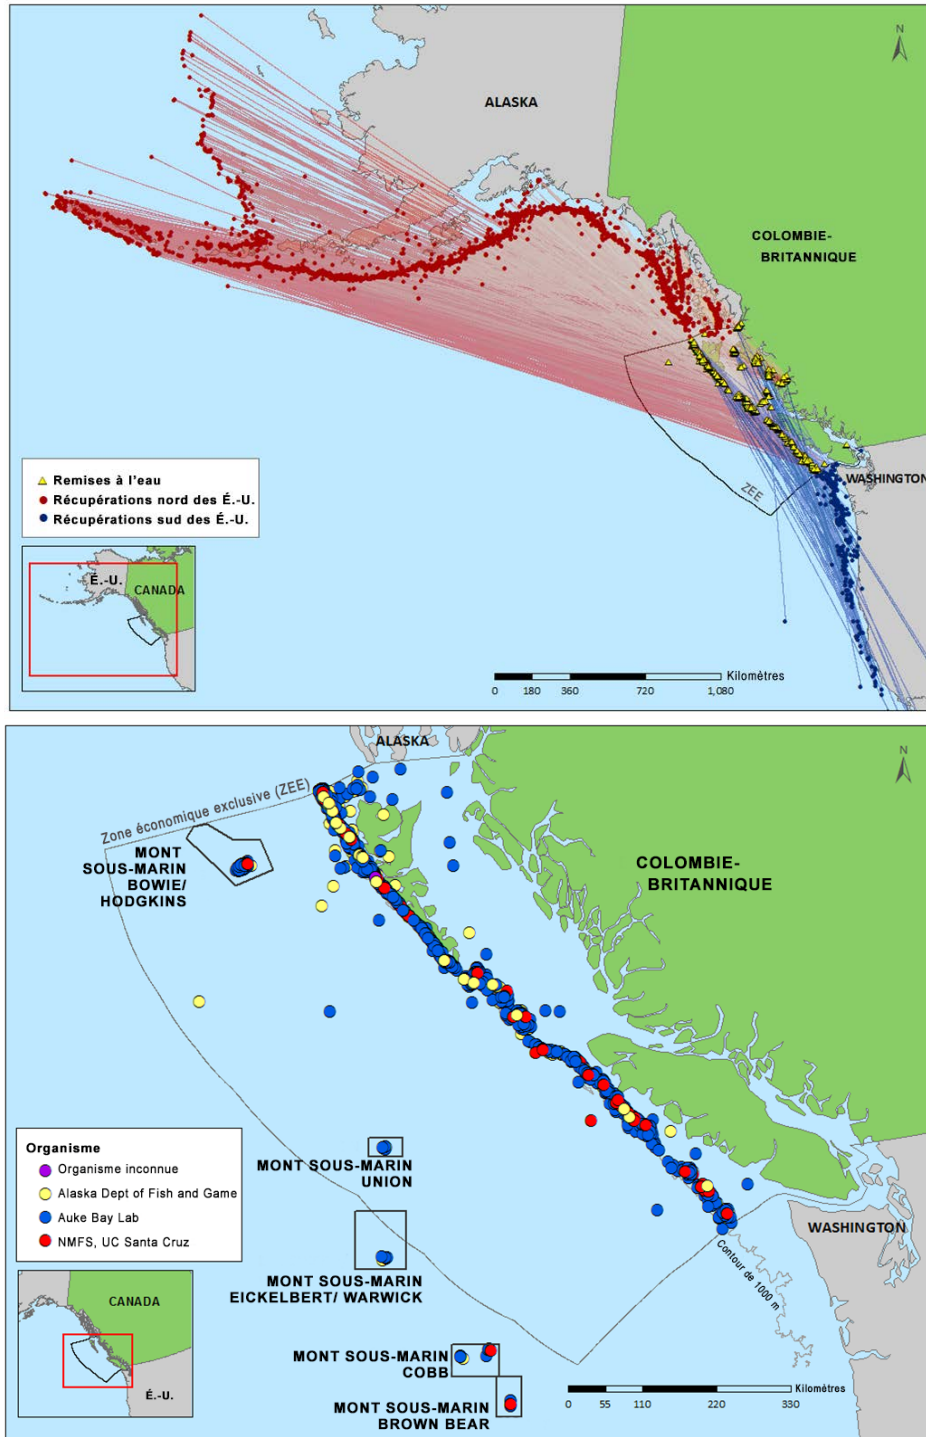 N
ALASKA
COLOMBIE-
BRITANNIQUE
WASHINGTON
ZEE
Remises à l'eau
Récupérations nord des É.-U.
Récupérations sud des É.-U.
É.-U.
CANADA
Kilomètres
0 180 360 720 1,080
ALASKA
N
Zone économique exclusive (ZEE)
MONT
SOUS-MARIN
BOWIE/
HODGKINS
COLOMBIE-
BRITANNIQUE
Organisme
Organisme inconnue
Alaska Dept of Fish and Game
Auke Bay Lab
NMFS, UC Santa Cruz
MONT SOUS-MARIN
UNION
WASHINGTON
Contour de 1000 m
MONT SOUS-MARIN
EICKELBERT/ WARWICK
CANADA
É.-U.
MONT SOUS-MARIN
COBB
MONT SOUS-MARIN
BROWN BEAR
Kilomètres
0 55 110 220 330